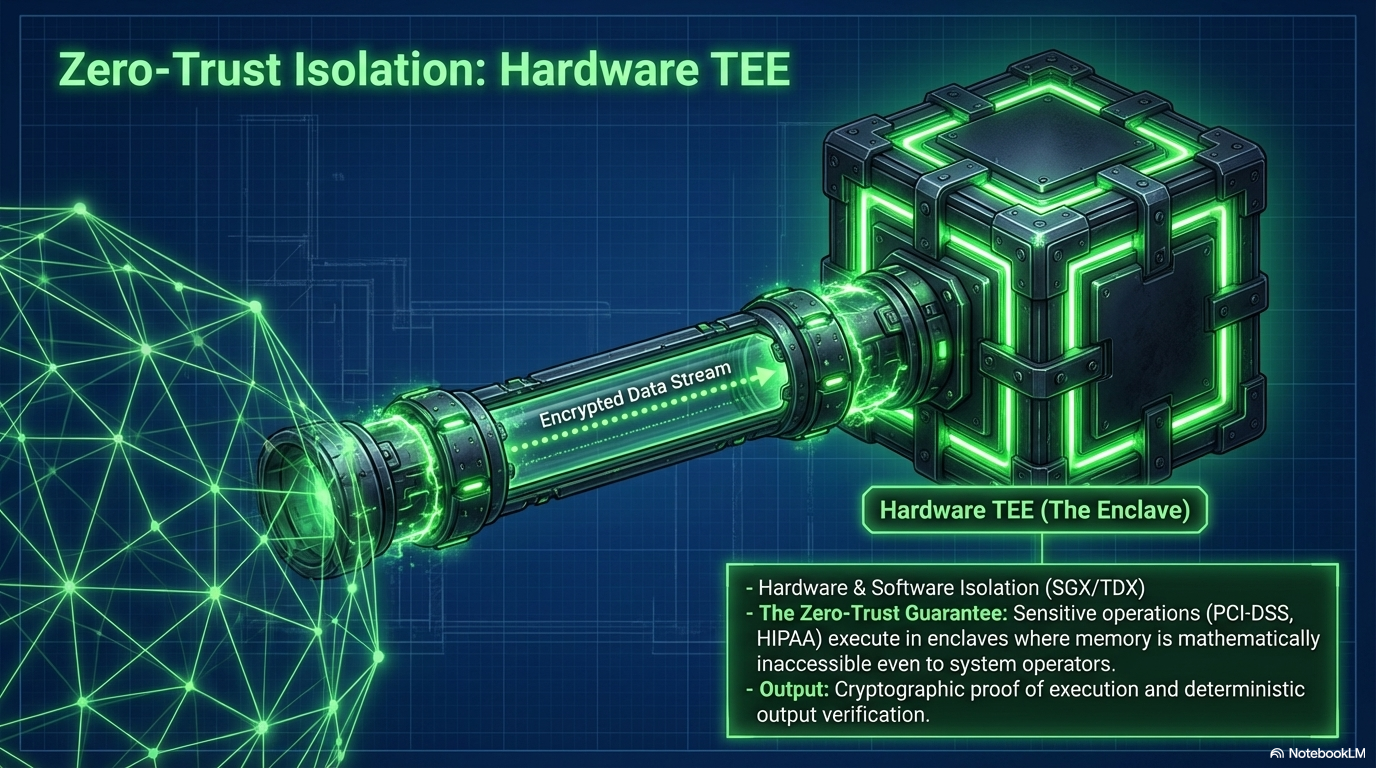 Zero-Trust Isolation: Hardware TEE
Encrypted Data Stream
Hardware TEE (The Enclave)
- Hardware & Software Isolation (SGX/TDX)
- The Zero-Trust Guarantee: Sensitive operations (PCI-DSS,
HIPAA) execute in enclaves where memory is mathematically
inaccessible even to system operators.
- Output: Cryptographic proof of execution and deterministic
output verification.
NotebookLM